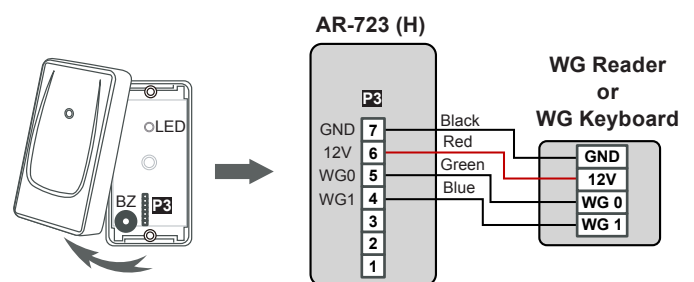 AR-723 (H)
WG Reader
or
WG Keyboard
LED
BZ
P3
P3
GND 7 Black GND
12V 6 Red 12V
WG0 5 Green WG 0
WG1 4 Blue WG 1
3
2
1